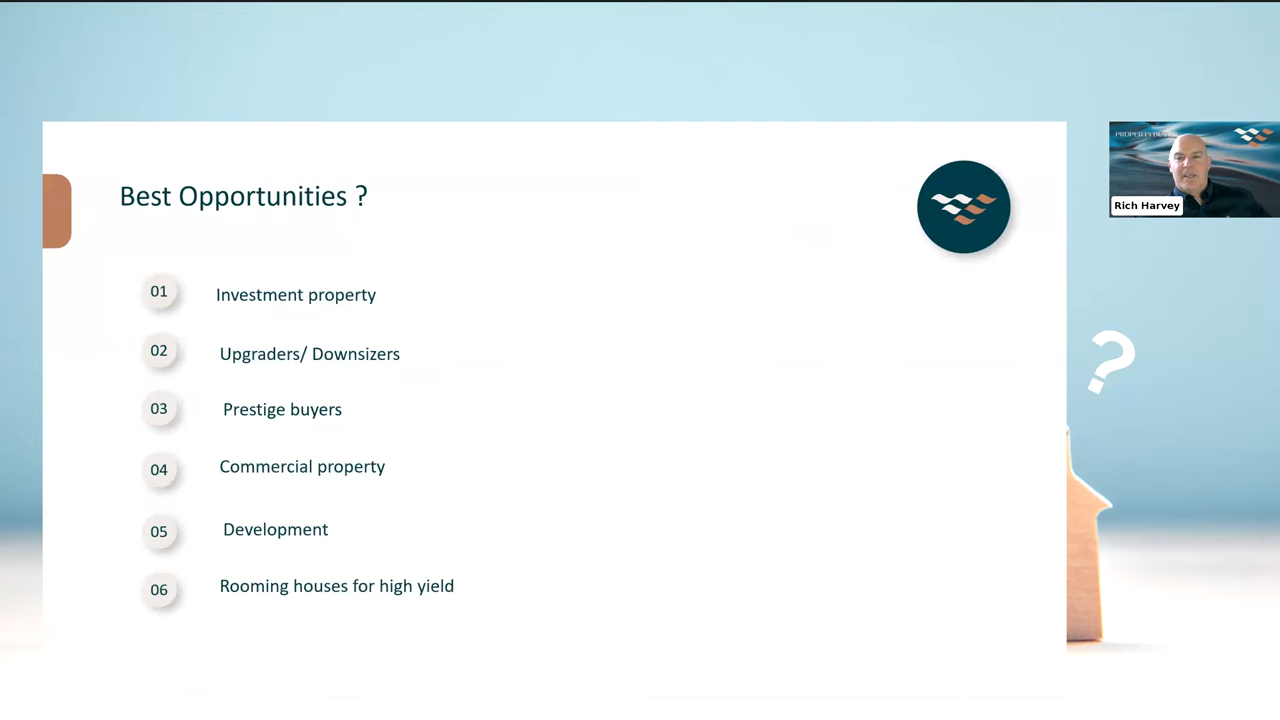 Best Opportunities ?
01 Investment property
02 Upgraders/ Downsizers
03 Prestige buyers
04 Commercial property
05 Development
06 Rooming houses for high yield
PROPERTYBUYER
Rich Harvey
?